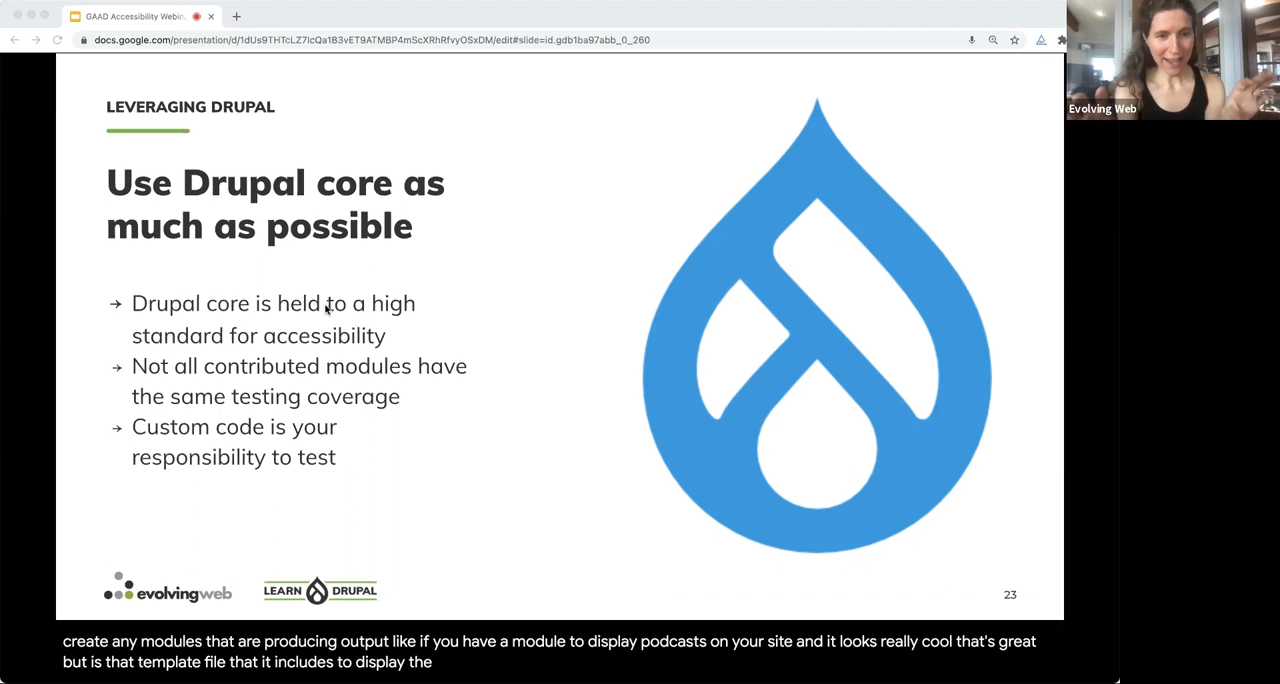 GAAD Accessibility Webin
docs.google.com/presentation/d/1dUs9THTcLZ7lcQa1B3vET9ATMBP4mScXRhRfvyOSxDM/edit#slide=id.gdb1ba97abb_0_260
Evolving Web
LEVERAGING DRUPAL
Use Drupal core as
much as possible
→ Drupal core is held to a high
standard for accessibility
→ Not all contributed modules have
the same testing coverage
→ Custom code is your
responsibility to test
evolvingweb
LEARN DRUPAL
23
create any modules that are producing output like if you have a module to display podcasts on your site and it looks really cool that's great
but is that template file that it includes to display the